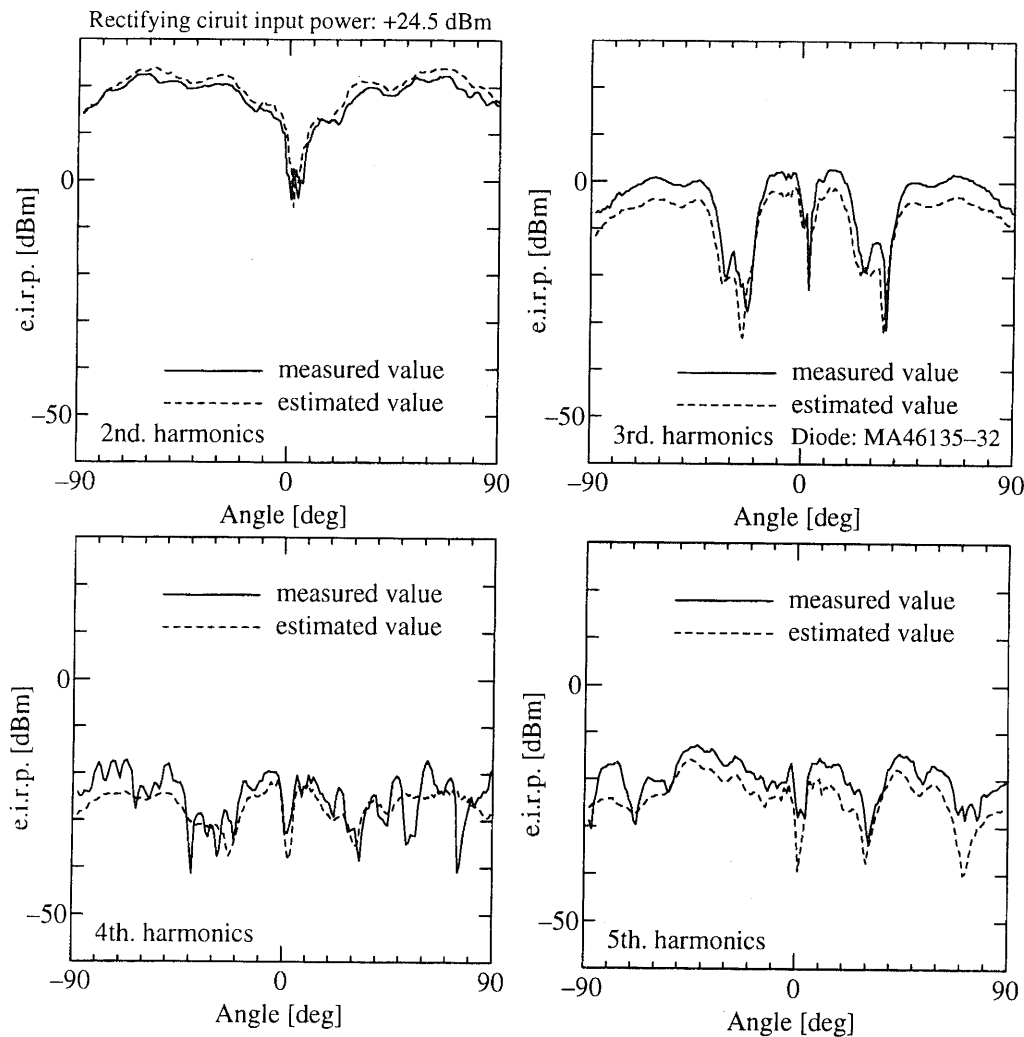 Rectifying ciruit input power: +24.5 dBm
e.i.r.p. [dBm]
0
−50
measured value
estimated value
2nd. harmonics
−90
0
90
Angle [deg]
e.i.r.p. [dBm]
0
−50
measured value
estimated value
3rd. harmonics Diode: MA46135−32
−90
0
90
Angle [deg]
e.i.r.p. [dBm]
measured value
estimated value
0
−50
4th. harmonics
−90
0
90
Angle [deg]
e.i.r.p. [dBm]
measured value
estimated value
0
−50
5th. harmonics
−90
0
90
Angle [deg]